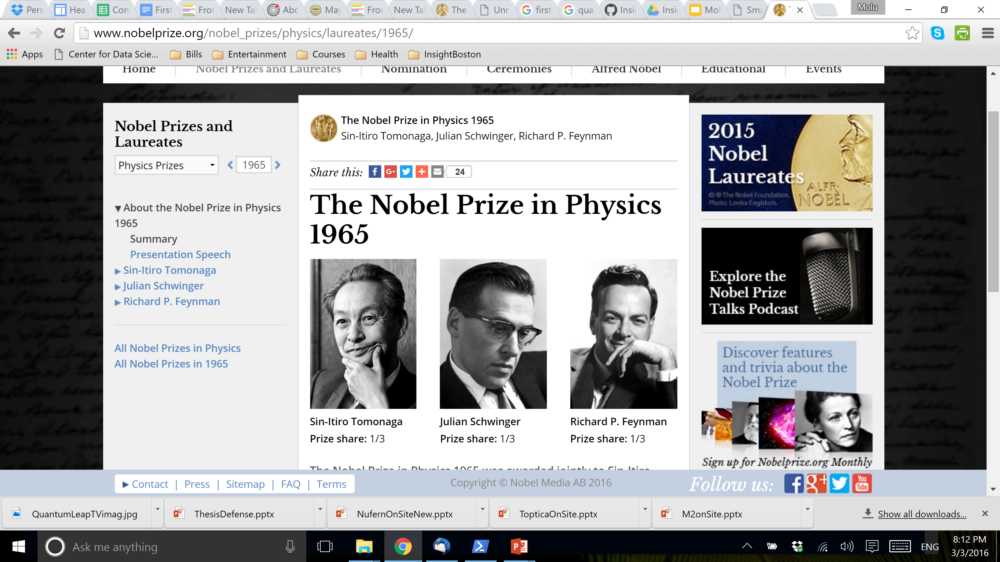 Pers
Hea
Con
First
Fror
New Ta
Abc
May
Fror
New Ta
The
Unr
first
qua
Insi
Insi
Mol
Sma
Molu
www.nobelprize.org/nobel_prizes/physics/laureates/1965/
Apps
Center for Data Scie...
Bills
Entertainment
Courses
Health
InsightBoston
Home
Nobel Prizes and Laureates
Nomination
Ceremonies
Alfred Nobel
Educational
Events
Nobel Prizes and
Laureates
Physics Prizes
1965
About the Nobel Prize in Physics
1965
Summary
Presentation Speech
Sin-Itiro Tomonaga
Julian Schwinger
Richard P. Feynman
All Nobel Prizes in Physics
All Nobel Prizes in 1965
The Nobel Prize in Physics 1965
Sin-Itiro Tomonaga, Julian Schwinger, Richard P. Feynman
Share this:
24
The Nobel Prize in Physics
1965
Sin-Itiro Tomonaga
Prize share: 1/3
Julian Schwinger
Prize share: 1/3
Richard P. Feynman
Prize share: 1/3
The Nobel Prize in Physics 1965 was awarded jointly to Sin-Itiro
2015
Nobel
Laureates
© ® The Nobel Foundation.
Photo: Lovisa Engblom.
ALFR.
NOBEL
Explore the
Nobel Prize
Talks Podcast
Discover features
and trivia about the
Nobel Prize
Sign up for Nobelprize.org Monthly
Contact | Press | Sitemap | FAQ | Terms
Copyright © Nobel Media AB 2016
Follow us:
You
Tube
QuantumLeapTVimag.jpg
ThesisDefense.pptx
NufernOnSiteNew.pptx
TopticaOnSite.pptx
M2onSite.pptx
Show all downloads...
Ask me anything
ENG
8:12 PM
3/3/2016